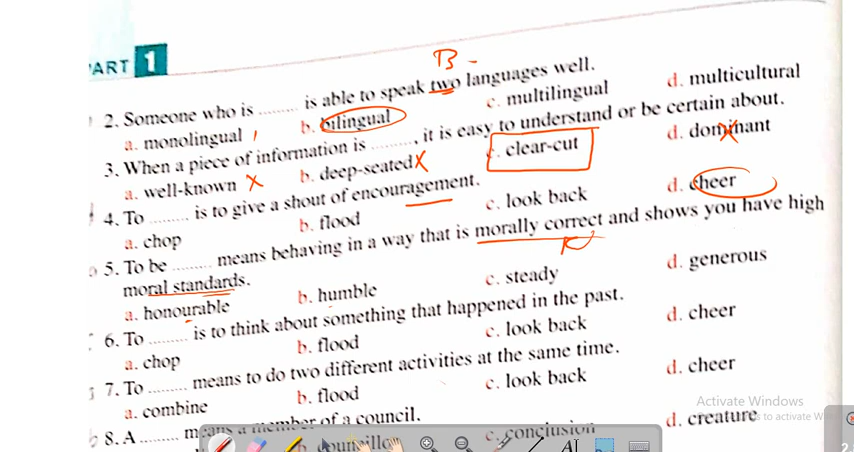 PART 1
B -
2. Someone who is ........ is able to speak two languages well.
a. monolingual b. bilingual c. multilingual d. multicultural
3. When a piece of information is ........, it is easy to understand or be certain about.
a. well-known b. deep-seated c. clear-cut d. dominant
4. To ........ is to give a shout of encouragement.
a. chop b. flood c. look back d. cheer
5. To be ........ means behaving in a way that is morally correct and shows you have high
moral standards.
a. honourable b. humble c. steady d. generous
6. To ........ is to think about something that happened in the past.
a. chop b. flood c. look back d. cheer
7. To ........ means to do two different activities at the same time.
a. combine b. flood c. look back d. cheer
8. A ........ means a member of a council.
b. councillor c. conclusion d. creature
Activate Windows
s to activate W